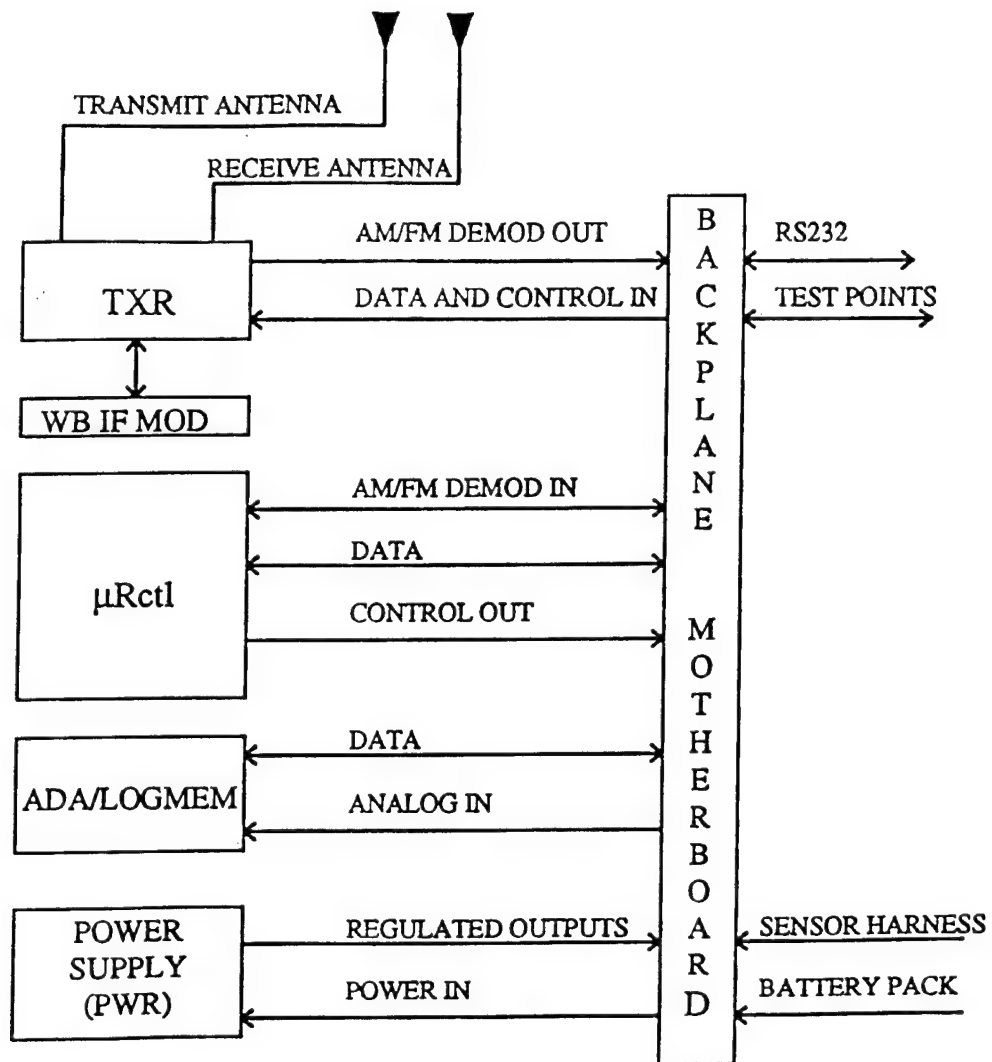 TRANSMIT ANTENNA
RECEIVE ANTENNA
AM/FM DEMOD OUT
RS232
TXR
DATA AND CONTROL IN
TEST POINTS
WB IF MOD
BACKPLANE MOTHERBOARD
AM/FM DEMOD IN
DATA
μRctl
CONTROL OUT
DATA
ADA/LOGMEM
ANALOG IN
POWER
SUPPLY
(PWR)
REGULATED OUTPUTS
SENSOR HARNESS
POWER IN
BATTERY PACK